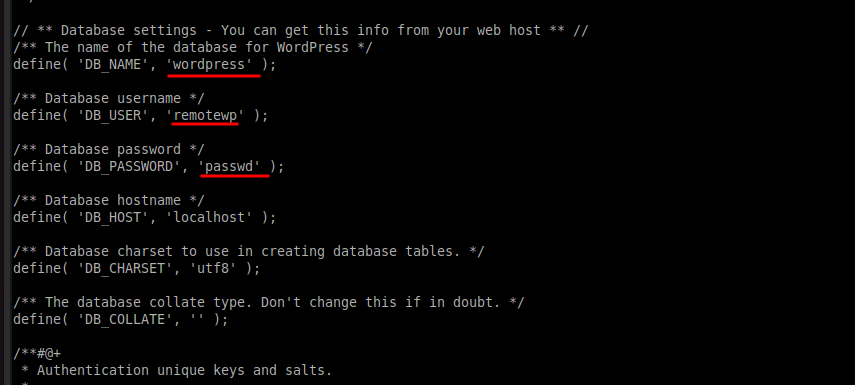 // ** Database settings - You can get this info from your web host ** //
/** The name of the database for WordPress */
define( 'DB_NAME', 'wordpress' );
/** Database username */
define( 'DB_USER', 'remotewp' );
/** Database password */
define( 'DB_PASSWORD', 'passwd' );
/** Database hostname */
define( 'DB_HOST', 'localhost' );
/** Database charset to use in creating database tables. */
define( 'DB_CHARSET', 'utf8' );
/** The database collate type. Don't change this if in doubt. */
define( 'DB_COLLATE', '' );
/**#@+
* Authentication unique keys and salts.
*